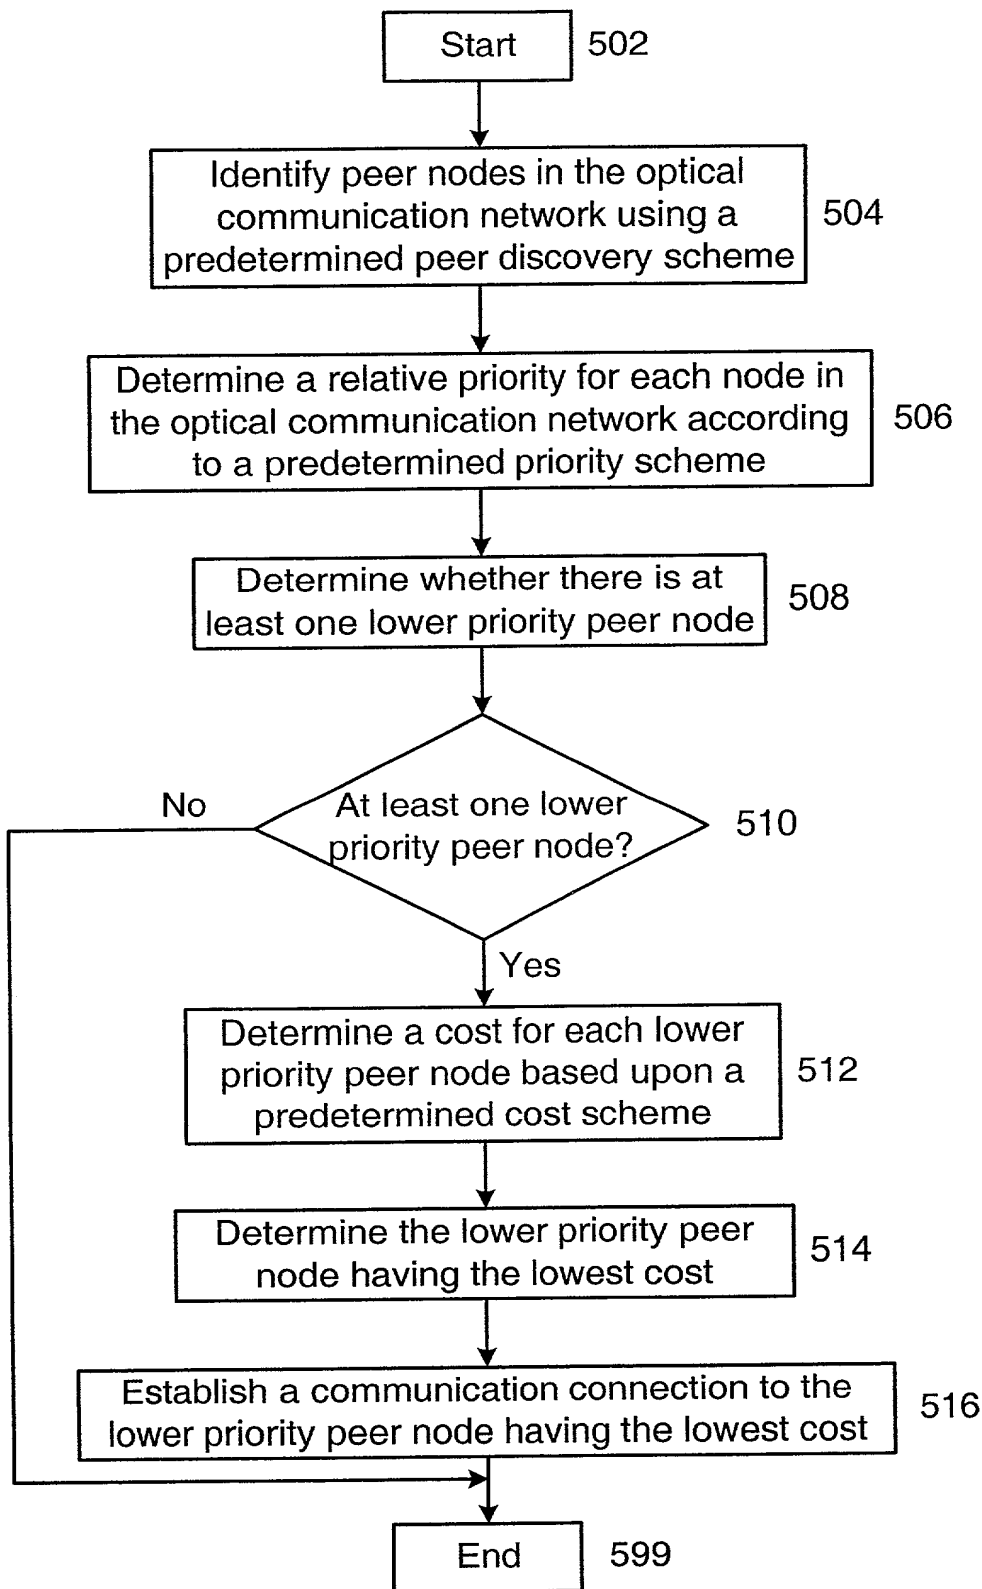 Start
502
Identify peer nodes in the optical
communication network using a
predetermined peer discovery scheme
504
Determine a relative priority for each node in
the optical communication network according
to a predetermined priority scheme
506
Determine whether there is at
least one lower priority peer node
508
No
At least one lower
priority peer node?
510
Yes
Determine a cost for each lower
priority peer node based upon a
predetermined cost scheme
512
Determine the lower priority peer
node having the lowest cost
514
Establish a communication connection to the
lower priority peer node having the lowest cost
516
End
599